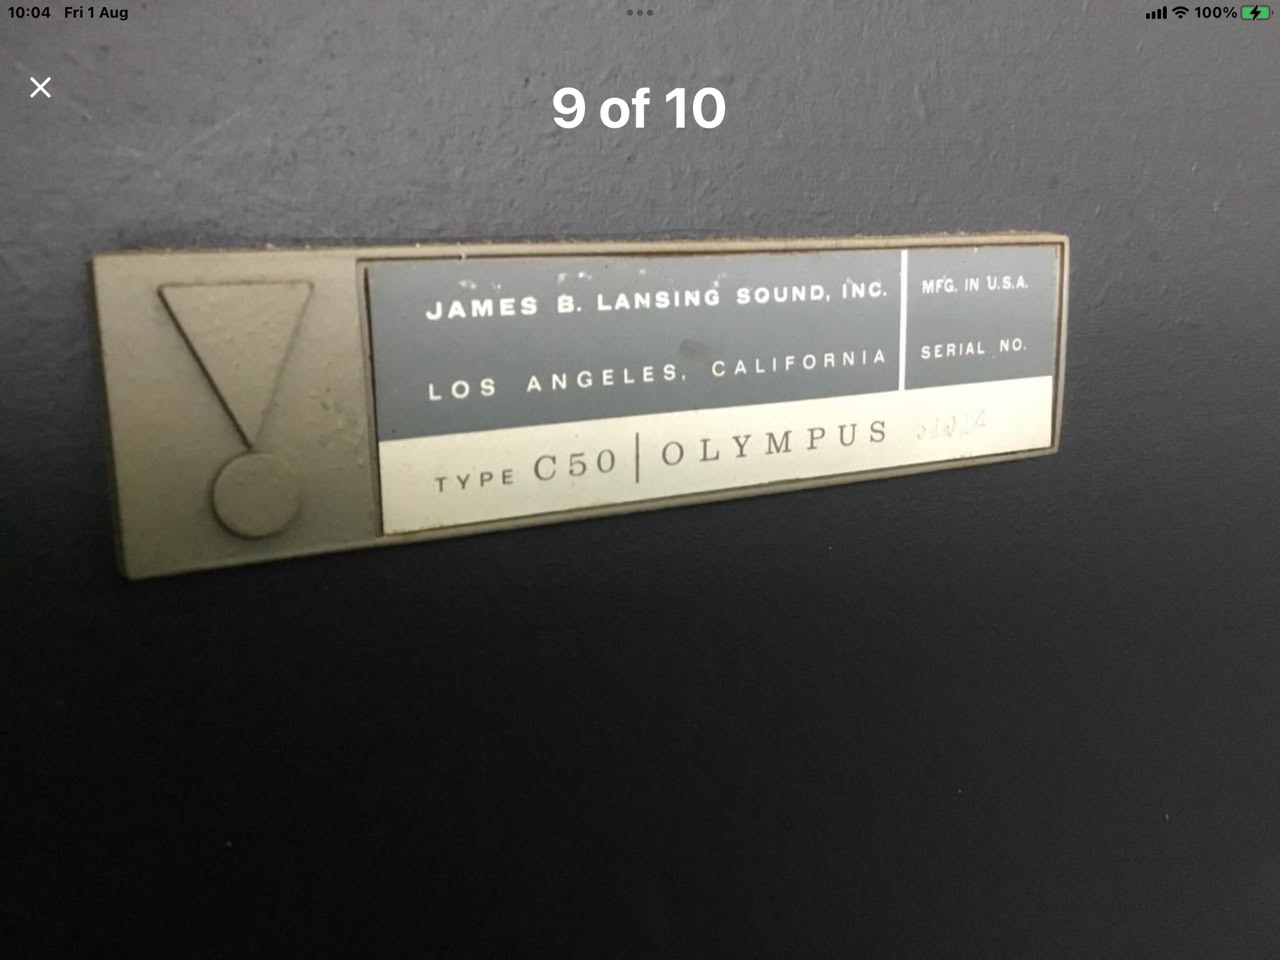 10:04 Fri 1 Aug
100%
9 of 10
JAMES B. LANSING SOUND, INC.
LOS ANGELES, CALIFORNIA
MFG. IN U.S.A.
SERIAL NO.
TYPE C50 | OLYMPUS